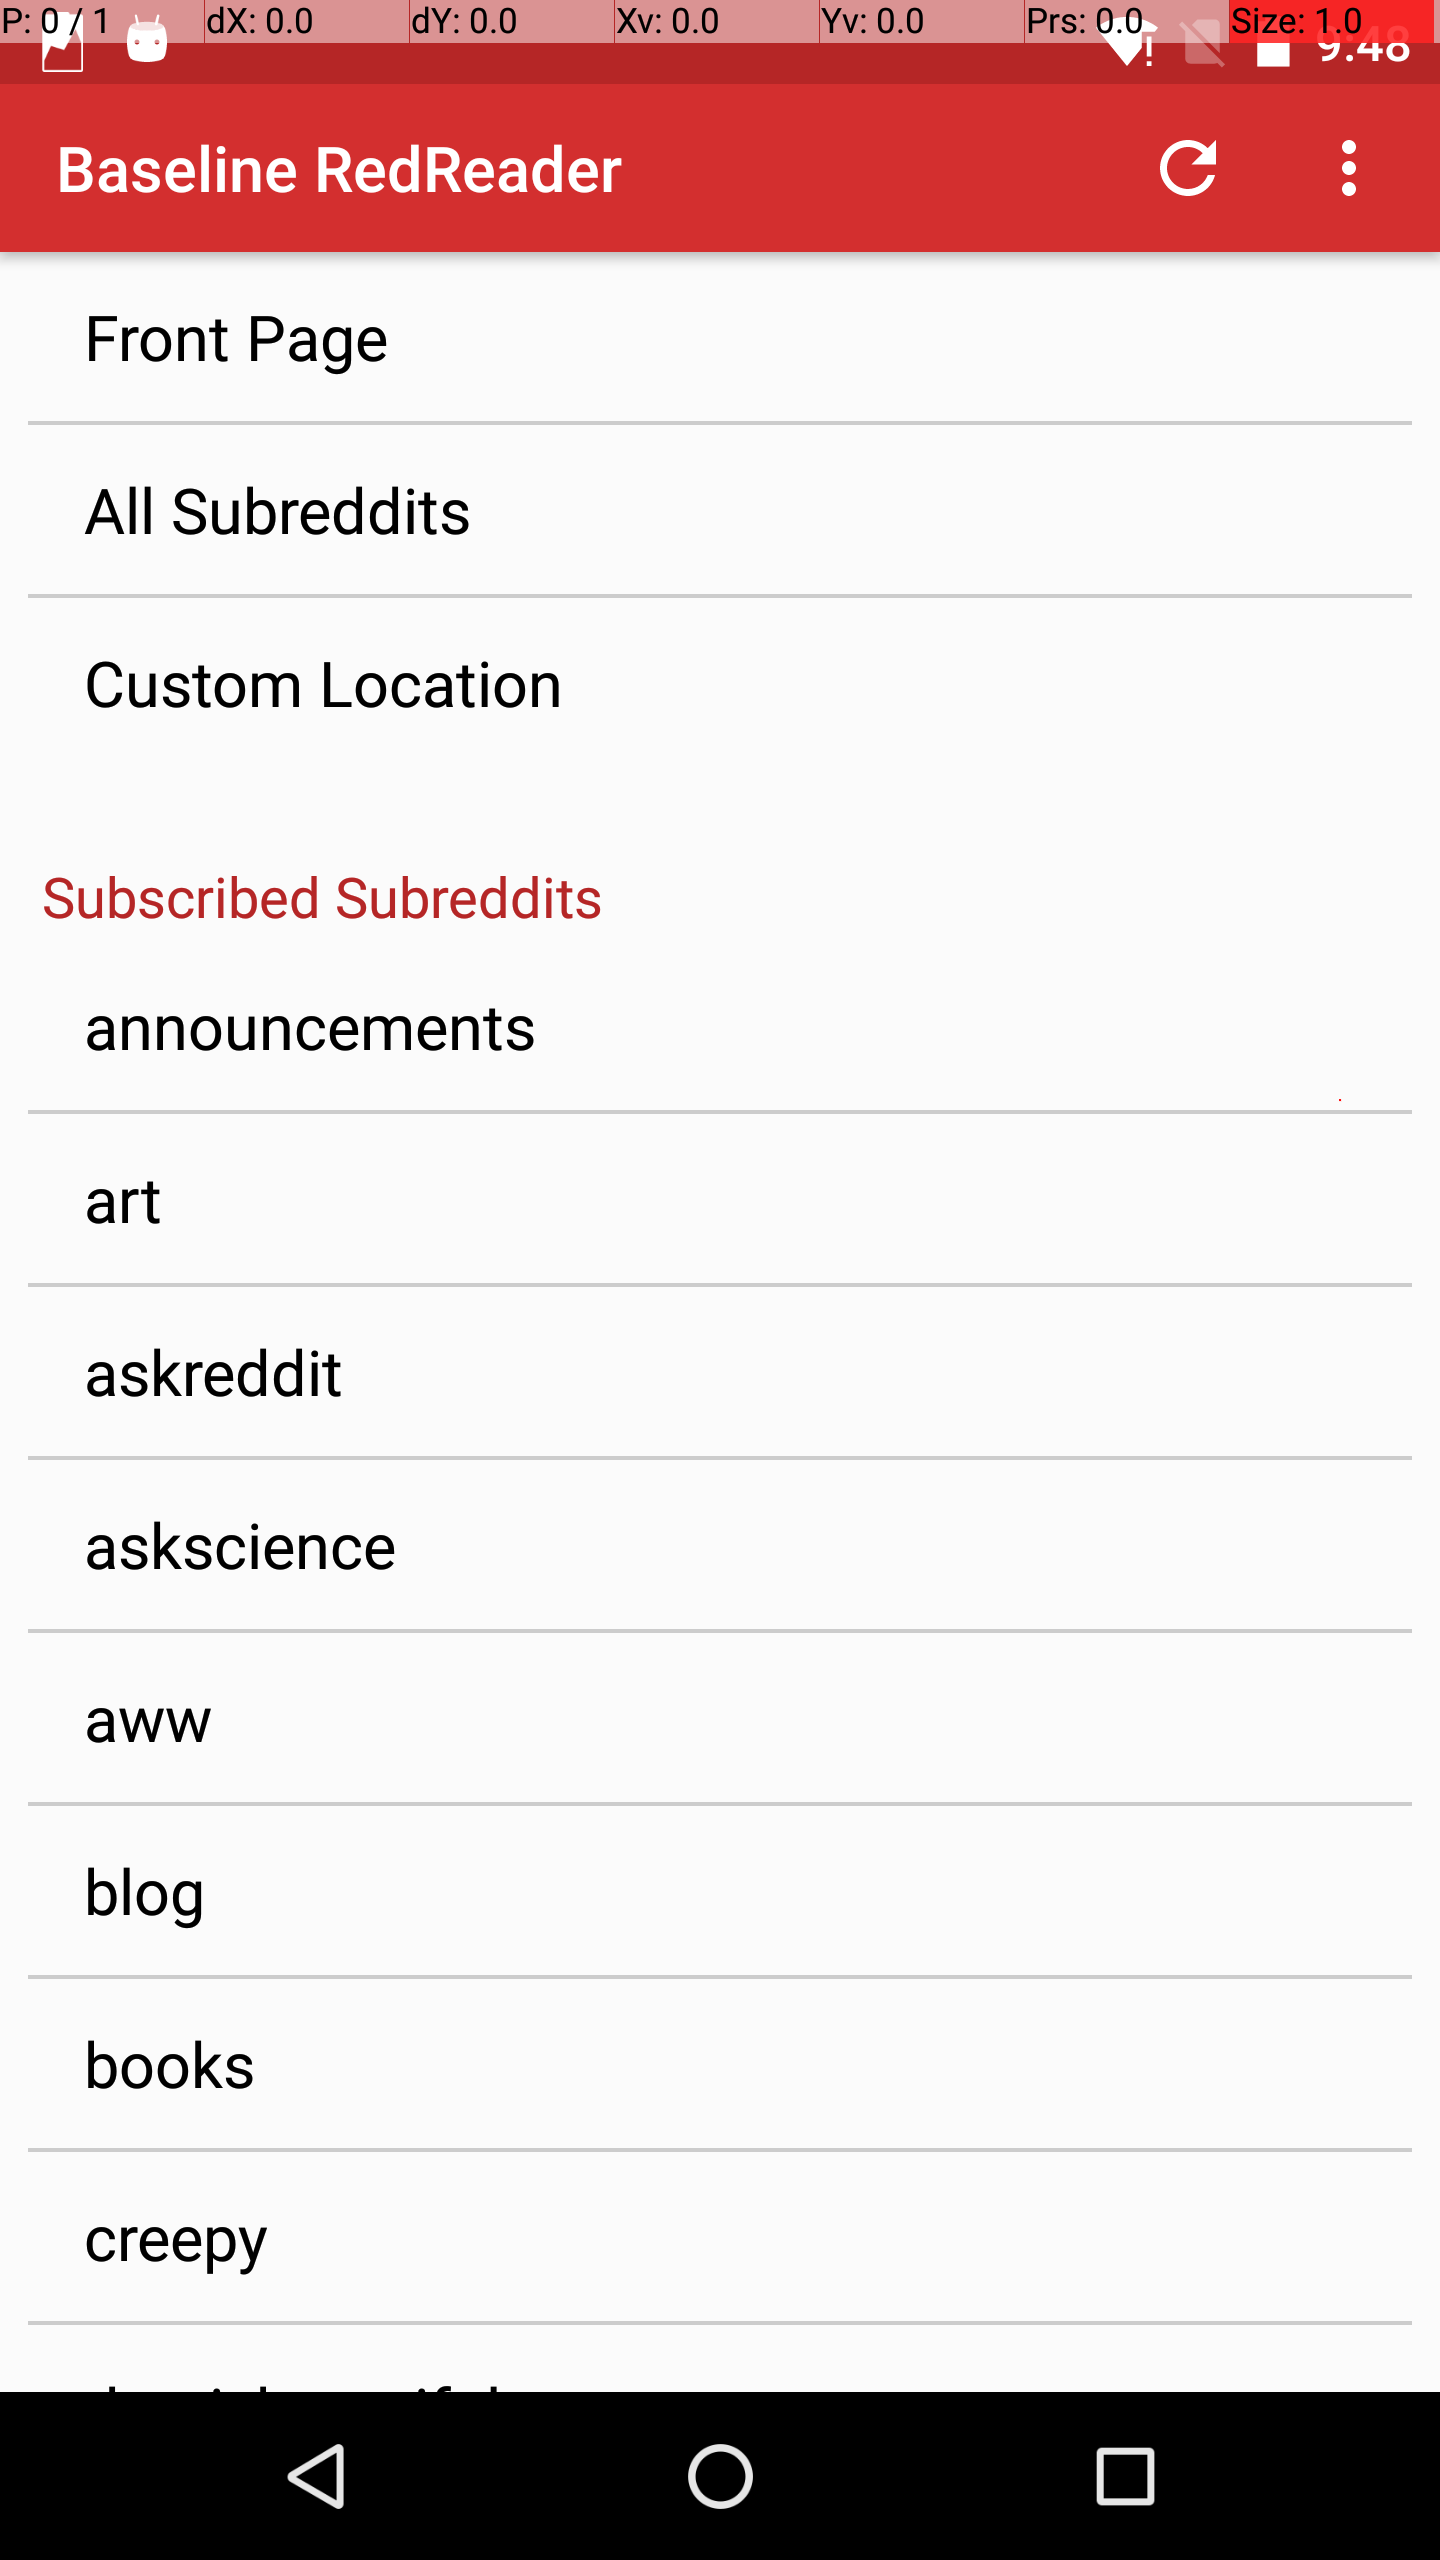 P: 0 / 1 dX: 0.0 dY: 0.0 Xv: 0.0 Yv: 0.0 Prs: 0.0 Size: 1.0
9:48
Baseline RedReader
Front Page
All Subreddits
Custom Location
Subscribed Subreddits
announcements
art
askreddit
askscience
aww
blog
books
creepy